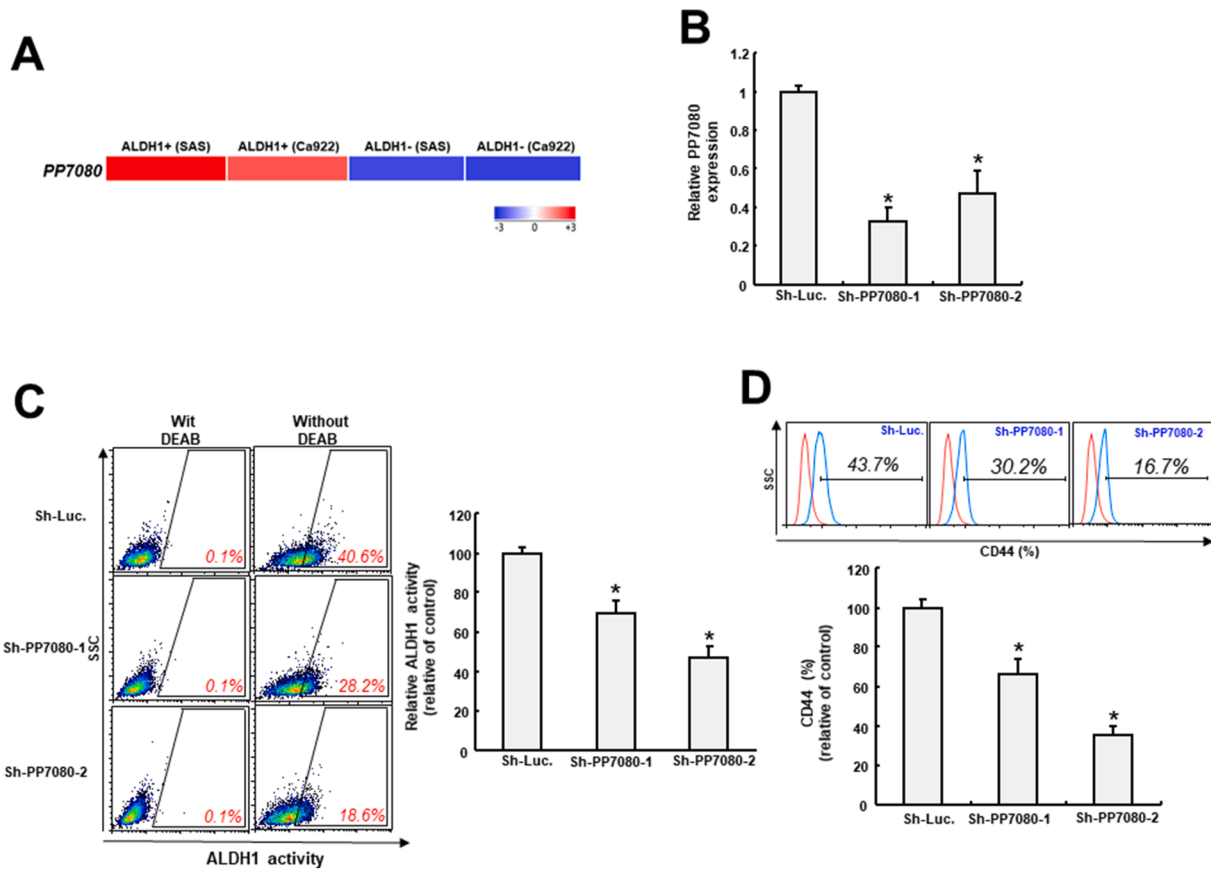 A
ALDH1+ (SAS) ALDH1+ (Ca922) ALDH1- (SAS) ALDH1- (Ca922)
PP7080
-3 0 +3
B
Relative PP7080
expression
1.2
1
0.8
0.6
0.4
0.2
0
* *
Sh-Luc. Sh-PP7080-1 Sh-PP7080-2
C
Wit
DEAB
Without
DEAB
SSC
Sh-Luc.
0.1% 40.6%
Sh-PP7080-1
0.1% 28.2%
Sh-PP7080-2
0.1% 18.6%
ALDH1 activity
Relative ALDH1 activity
(relative of control)
120
100
80
60
40
20
0
* *
Sh-Luc. Sh-PP7080-1 Sh-PP7080-2
D
SSC
Sh-Luc. Sh-PP7080-1 Sh-PP7080-2
43.7% 30.2% 16.7%
CD44 (%)
CD44 (%)
(relative of control)
120
100
80
60
40
20
0
* *
Sh-Luc. Sh-PP7080-1 Sh-PP7080-2